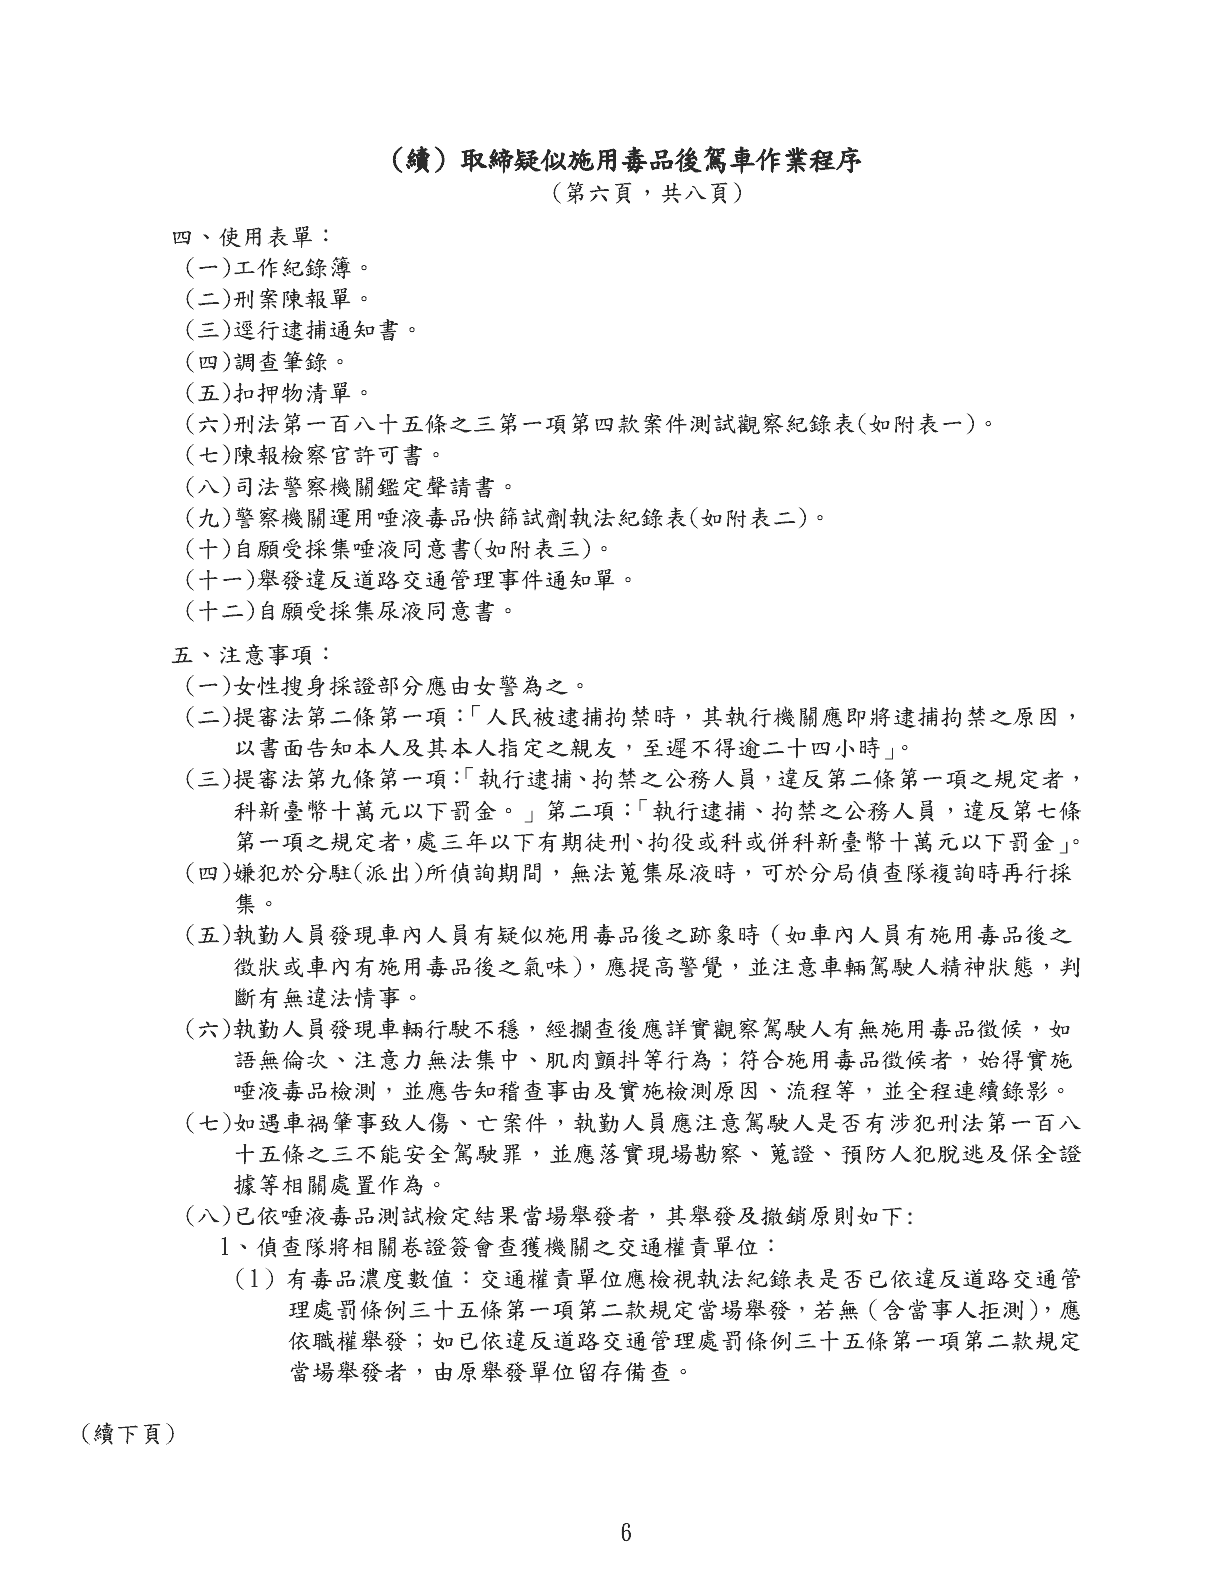 （續）取締疑似施用毒品後駕車作業程序
（第六頁，共八頁）
四、使用表單：
(一)工作紀錄簿。
(二)刑案陳報單。
(三)逕行逮捕通知書。
(四)調查筆錄。
(五)扣押物清單。
(六)刑法第一百八十五條之三第一項第四款案件測試觀察紀錄表(如附表一)。
(七)陳報檢察官許可書。
(八)司法警察機關鑑定聲請書。
(九)警察機關運用唾液毒品快篩試劑執法紀錄表(如附表二)。
(十)自願受採集唾液同意書(如附表三)。
(十一)舉發違反道路交通管理事件通知單。
(十二)自願受採集尿液同意書。
五、注意事項：
(一)女性搜身採證部分應由女警為之。
(二)提審法第二條第一項：「人民被逮捕拘禁時，其執行機關應即將逮捕拘禁之原因，
以書面告知本人及其本人指定之親友，至遲不得逾二十四小時」。
(三)提審法第九條第一項：「執行逮捕、拘禁之公務人員，違反第二條第一項之規定者，
科新臺幣十萬元以下罰金。」第二項：「執行逮捕、拘禁之公務人員，違反第七條
第一項之規定者，處三年以下有期徒刑、拘役或科或併科新臺幣十萬元以下罰金」。
(四)嫌犯於分駐(派出)所偵詢期間，無法蒐集尿液時，可於分局偵查隊複詢時再行採
集。
(五)執勤人員發現車內人員有疑似施用毒品後之跡象時（如車內人員有施用毒品後之
徵狀或車內有施用毒品後之氣味），應提高警覺，並注意車輛駕駛人精神狀態，判
斷有無違法情事。
(六)執勤人員發現車輛行駛不穩，經攔查後應詳實觀察駕駛人有無施用毒品徵候，如
語無倫次、注意力無法集中、肌肉顫抖等行為；符合施用毒品徵候者，始得實施
唾液毒品檢測，並應告知稽查事由及實施檢測原因、流程等，並全程連續錄影。
(七)如遇車禍肇事致人傷、亡案件，執勤人員應注意駕駛人是否有涉犯刑法第一百八
十五條之三不能安全駕駛罪，並應落實現場勘察、蒐證、預防人犯脫逃及保全證
據等相關處置作為。
(八)已依唾液毒品測試檢定結果當場舉發者，其舉發及撤銷原則如下:
1、偵查隊將相關卷證簽會查獲機關之交通權責單位：
（1）有毒品濃度數值：交通權責單位應檢視執法紀錄表是否已依違反道路交通管
理處罰條例三十五條第一項第二款規定當場舉發，若無（含當事人拒測），應
依職權舉發；如已依違反道路交通管理處罰條例三十五條第一項第二款規定
當場舉發者，由原舉發單位留存備查。
（續下頁）
6